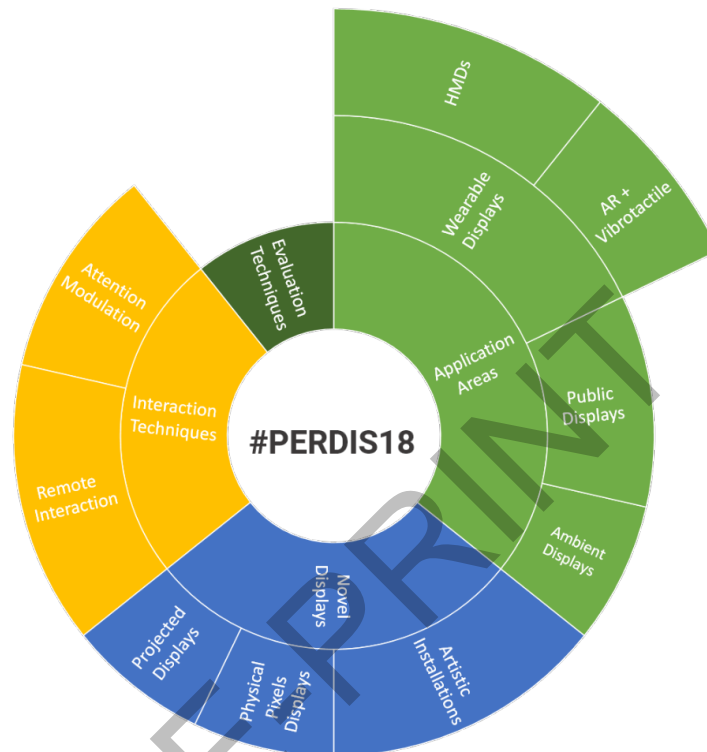 HMDs
AR +
Vibrotactile
Wearable
Displays
Evaluation
Techniques
Application
Areas
Attention
Modulation
Interaction
Techniques
Remote
Interaction
#PERDIS18
Public
Displays
Ambient
Displays
Novel
Displays
Projected
Displays
Physical
Pixels
Displays
Artistic
Installations
E-PRINT